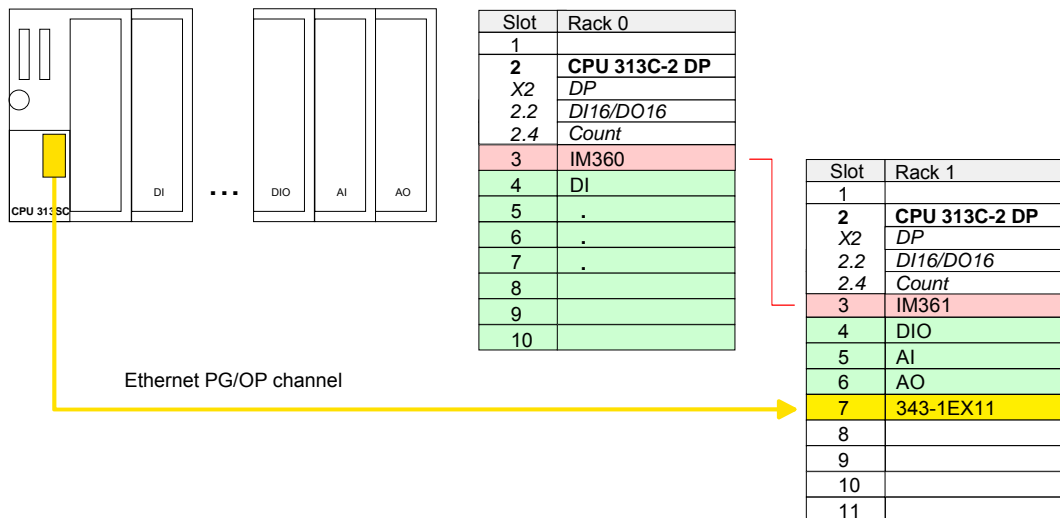 CPU 313SC
DI
...
DIO
AI
AO
Slot Rack 0
1
2 CPU 313C-2 DP
X2 DP
2.2 DI16/DO16
2.4 Count
3 IM360
4 DI
5 .
6 .
7 .
8
9
10
Slot Rack 1
1
2 CPU 313C-2 DP
X2 DP
2.2 DI16/DO16
2.4 Count
3 IM361
4 DIO
5 AI
6 AO
7 343-1EX11
8
9
10
11
Ethernet PG/OP channel